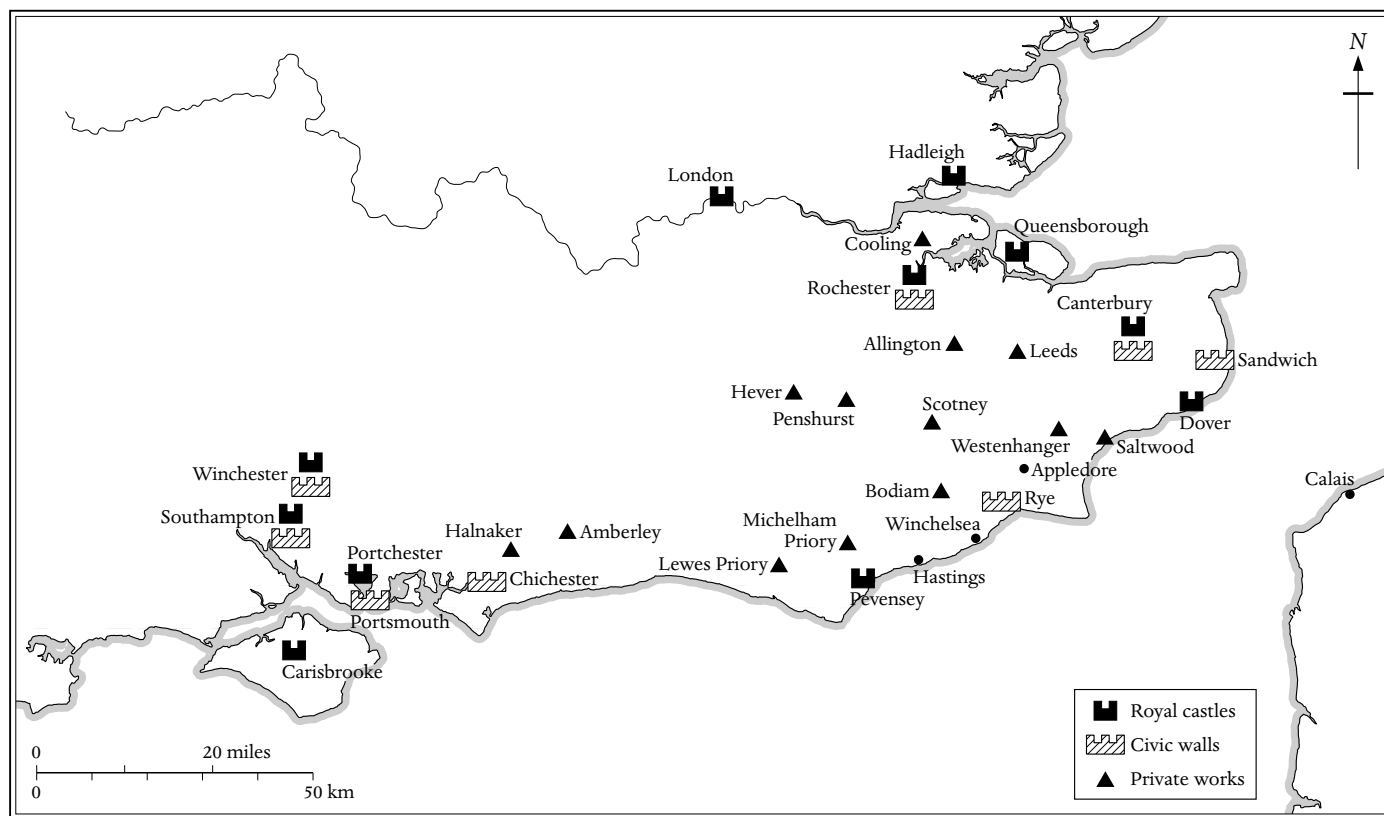 N
Hadleigh
London
Queensborough
Cooling
Rochester
Canterbury
Allington
Leeds
Sandwich
Hever
Penshurst
Scotney
Dover
Westenhanger
Saltwood
Winchester
Appledore
Calais
Bodiam
Rye
Southampton
Halnaker
Amberley
Michelham
Priory
Winchelsea
Portchester
Chichester
Lewes Priory
Hastings
Pevensey
Portsmouth
Carisbrooke
Royal castles
Civic walls
Private works
0 20 miles
0 50 km